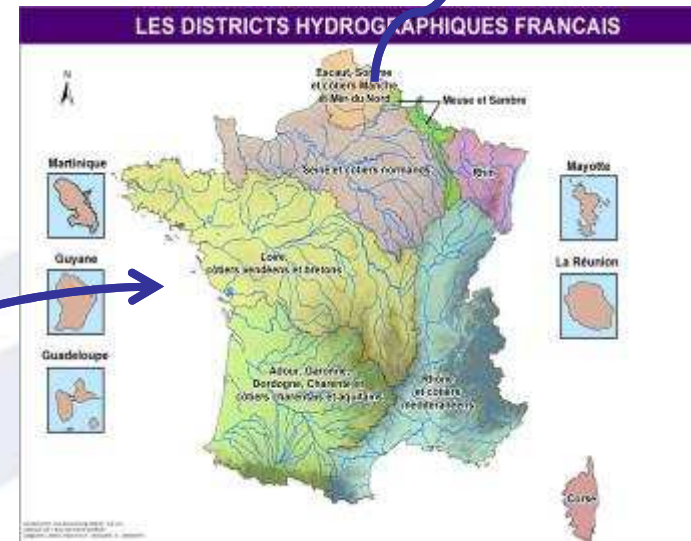 LES DISTRICTS HYDROGRAPHIQUES FRANCAIS
N
Escaut, Somme
et côtiers Manche
et Mer du Nord
Meuse et Sambre
Martinique
Seine et côtiers normands
Rhin
Mayotte
Guyane
Loire,
côtiers vendéens et bretons
La Réunion
Guadeloupe
Adour, Garonne,
Dordogne, Charente et
côtiers charentais et aquitains
Rhône
et côtiers
méditerranéens
Corse